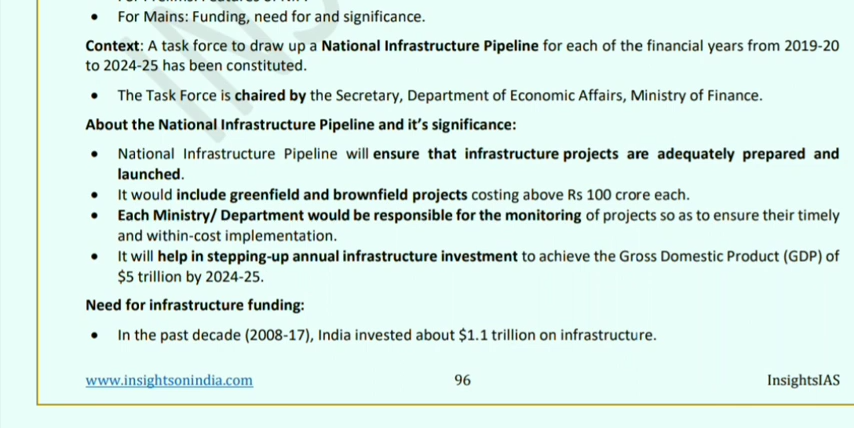 • For Mains: Funding, need for and significance.
Context: A task force to draw up a National Infrastructure Pipeline for each of the financial years from 2019-20
to 2024-25 has been constituted.
• The Task Force is chaired by the Secretary, Department of Economic Affairs, Ministry of Finance.
About the National Infrastructure Pipeline and it's significance:
• National Infrastructure Pipeline will ensure that infrastructure projects are adequately prepared and
launched.
• It would include greenfield and brownfield projects costing above Rs 100 crore each.
• Each Ministry/ Department would be responsible for the monitoring of projects so as to ensure their timely
and within-cost implementation.
• It will help in stepping-up annual infrastructure investment to achieve the Gross Domestic Product (GDP) of
$5 trillion by 2024-25.
Need for infrastructure funding:
• In the past decade (2008-17), India invested about $1.1 trillion on infrastructure.
www.insightsonindia.com 96 InsightsIAS